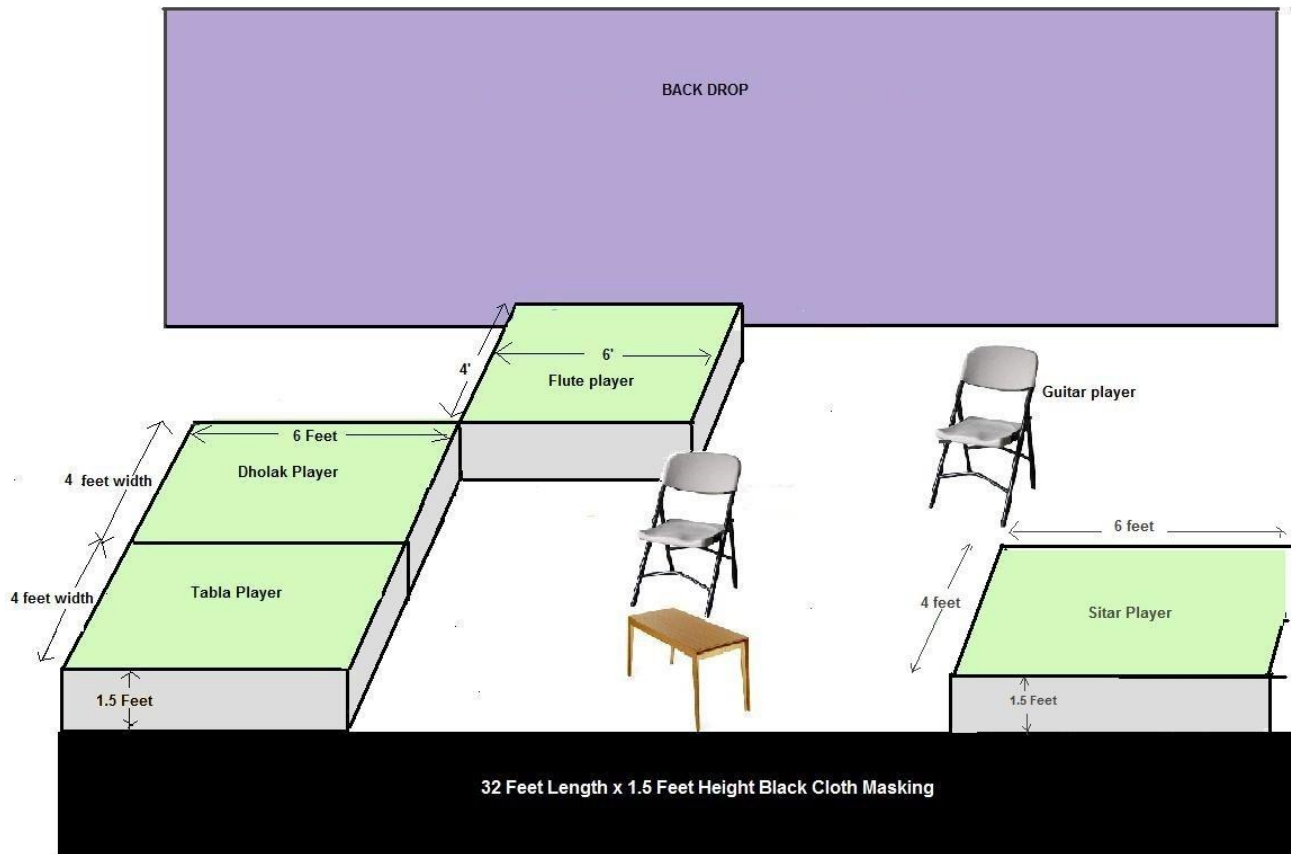 BACK DROP
4'
6'
Flute player
Guitar player
6 Feet
Dholak Player
4 feet width
6 feet
4 feet width
Tabla Player
4 feet
Sitar Player
1.5 Feet
1.5 Feet
32 Feet Length x 1.5 Feet Height Black Cloth Masking